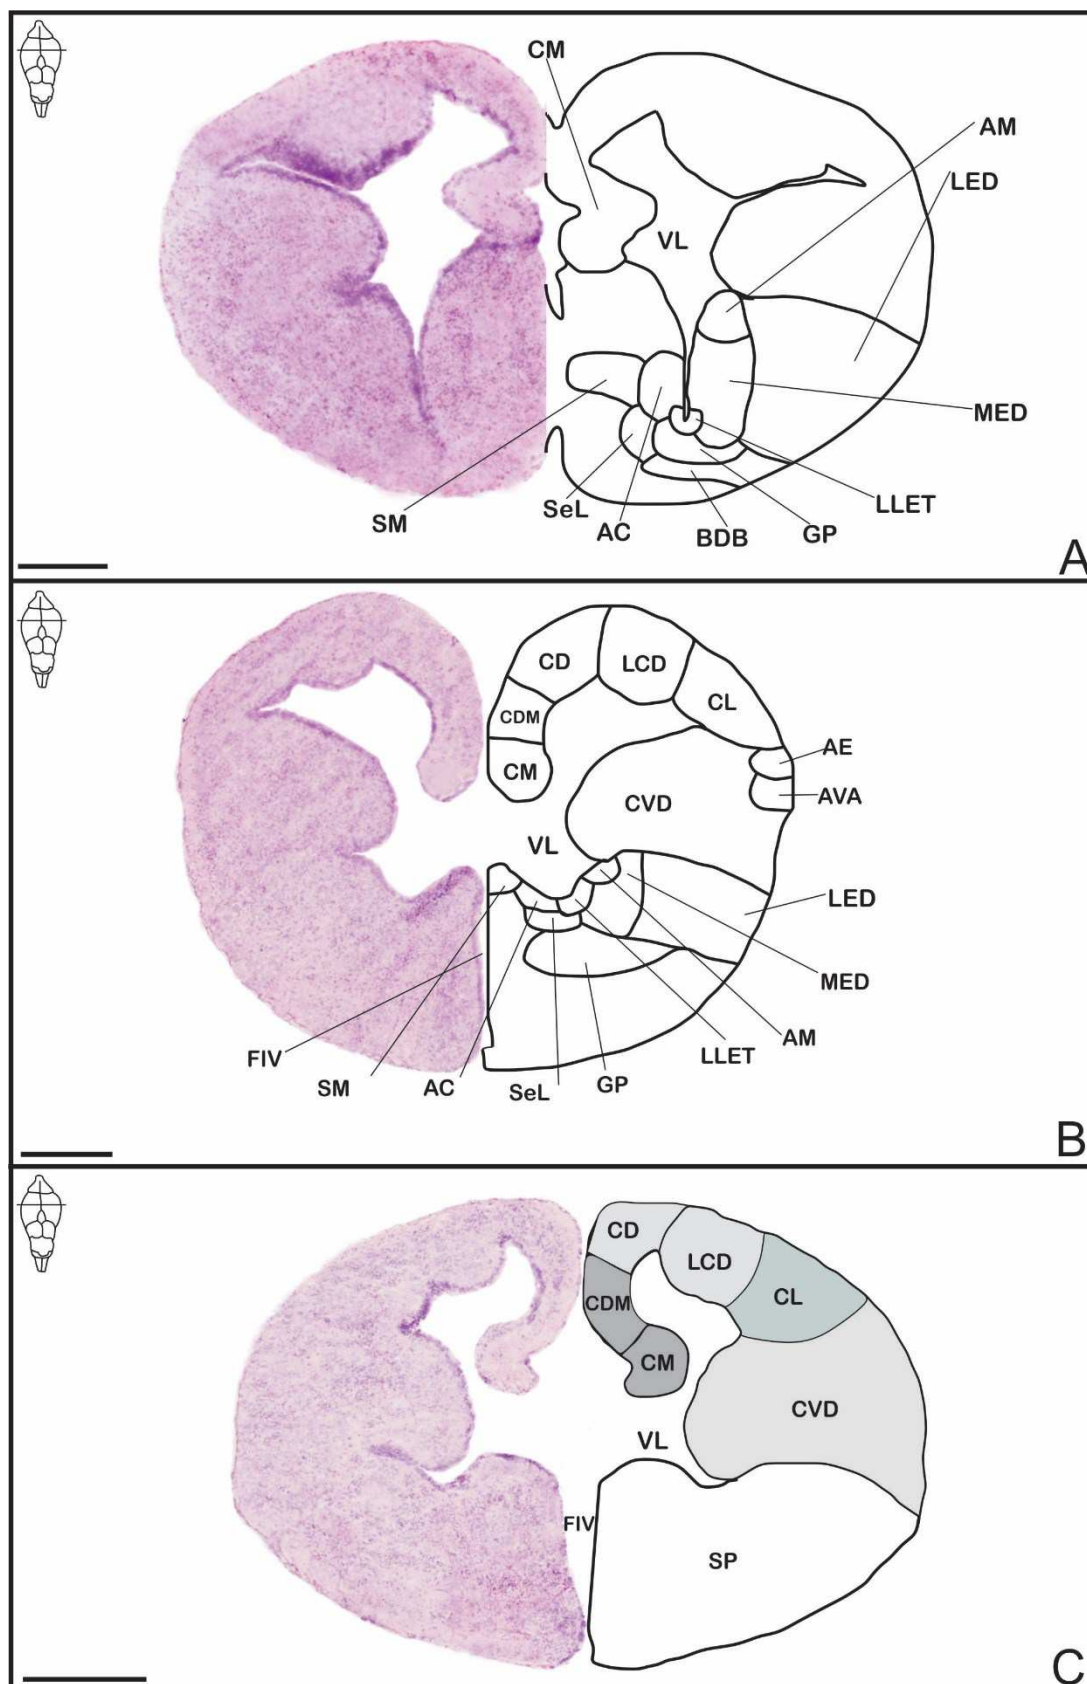 CM
AM
LED
VL
MED
LLET
SeL
SM
AC
BDB
GP
A
CD
LCD
CL
CDM
AE
CM
AVA
CVD
VL
LED
MED
AM
FIV
LLET
SM
AC
SeL
GP
B
CD
LCD
CL
CDM
CM
CVD
VL
FIV
SP
C